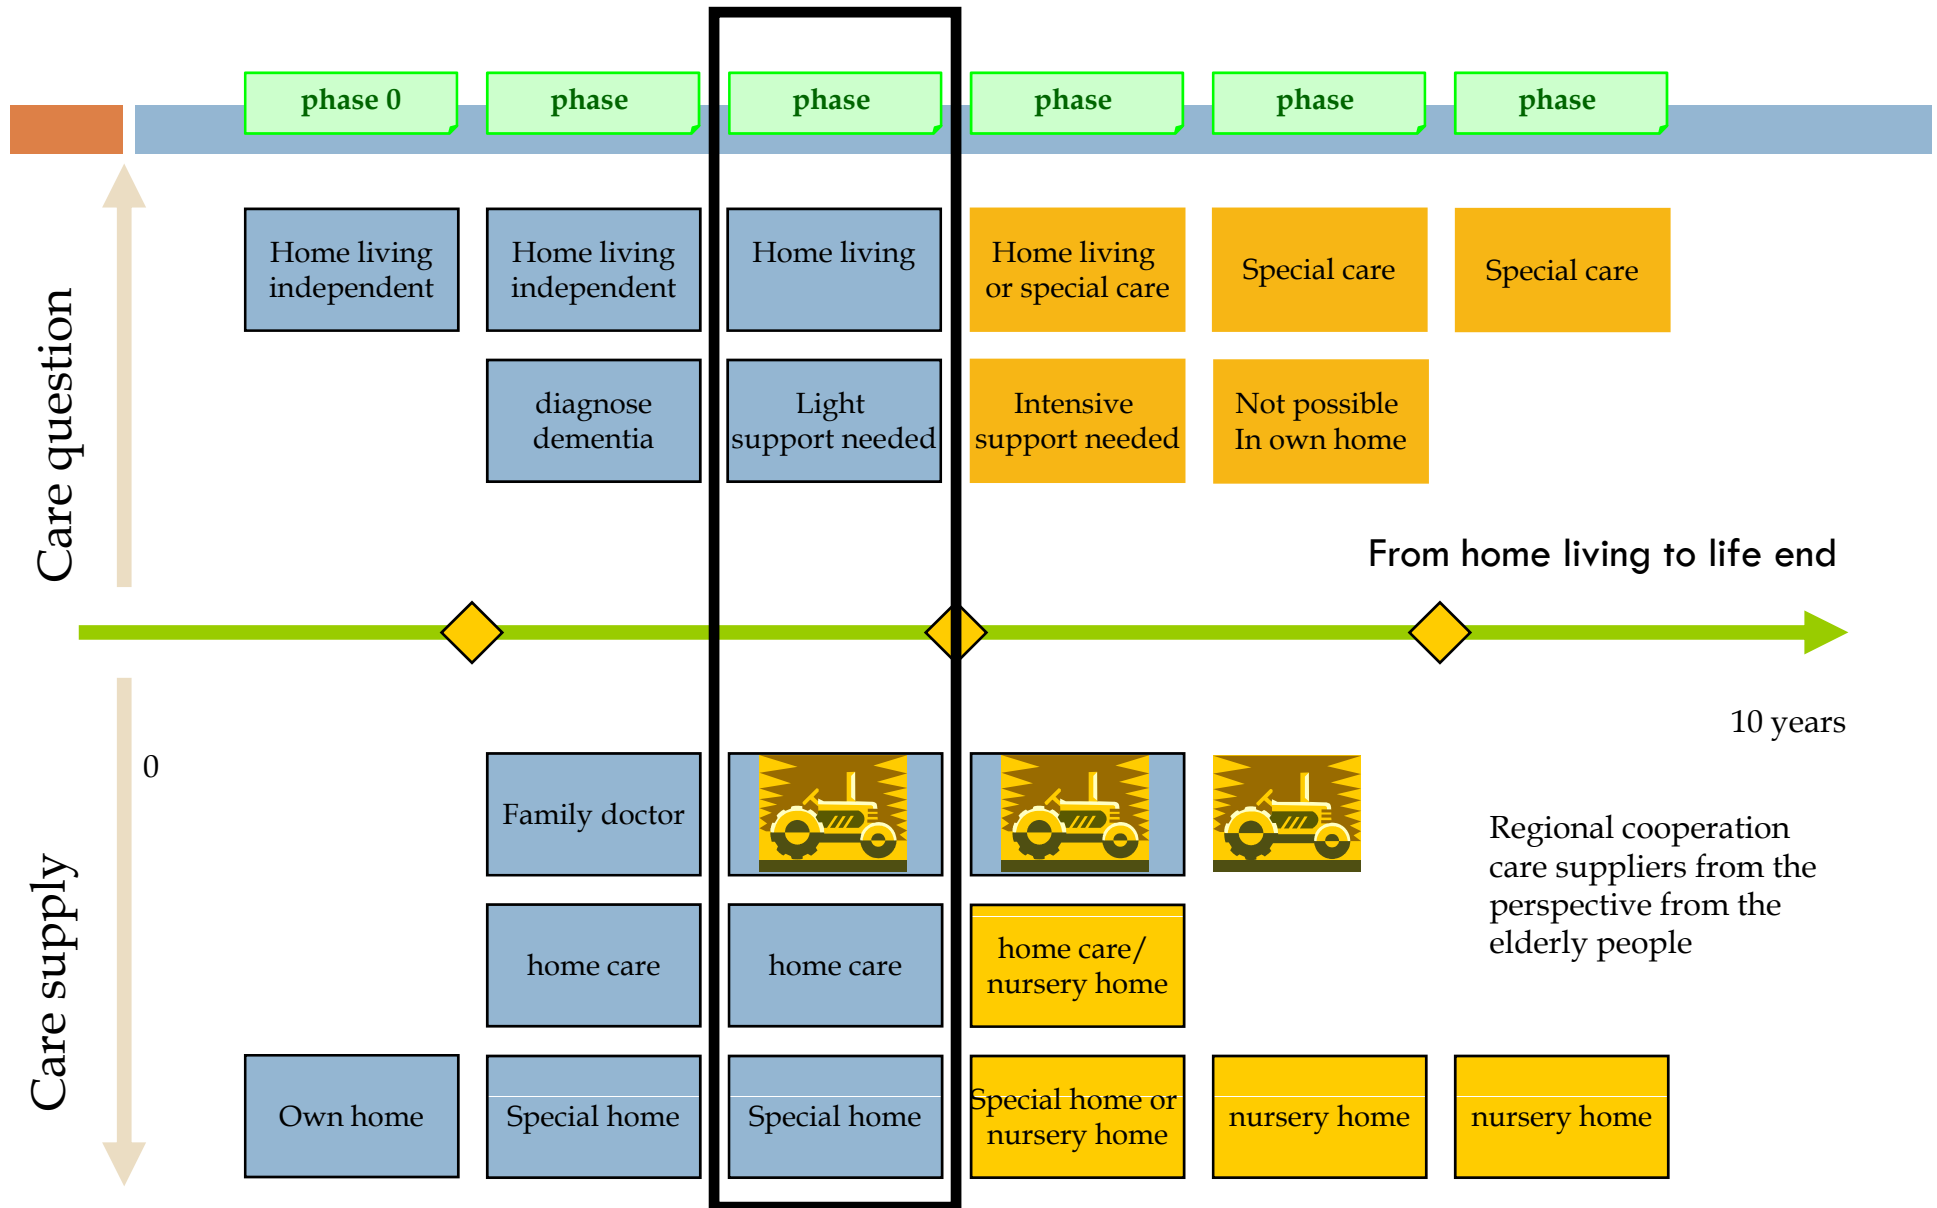 phase 0
phase
phase
phase
phase
phase
Care question
Home living
independent
Home living
independent
Home living
Home living
or special care
Special care
Special care
diagnose
dementia
Light
support needed
Intensive
support needed
Not possible
In own home
From home living to life end
10 years
0
Care supply
Family doctor
Regional cooperation
care suppliers from the
perspective from the
elderly people
home care
home care
home care/
nursery home
Own home
Special home
Special home
Special home or
nursery home
nursery home
nursery home